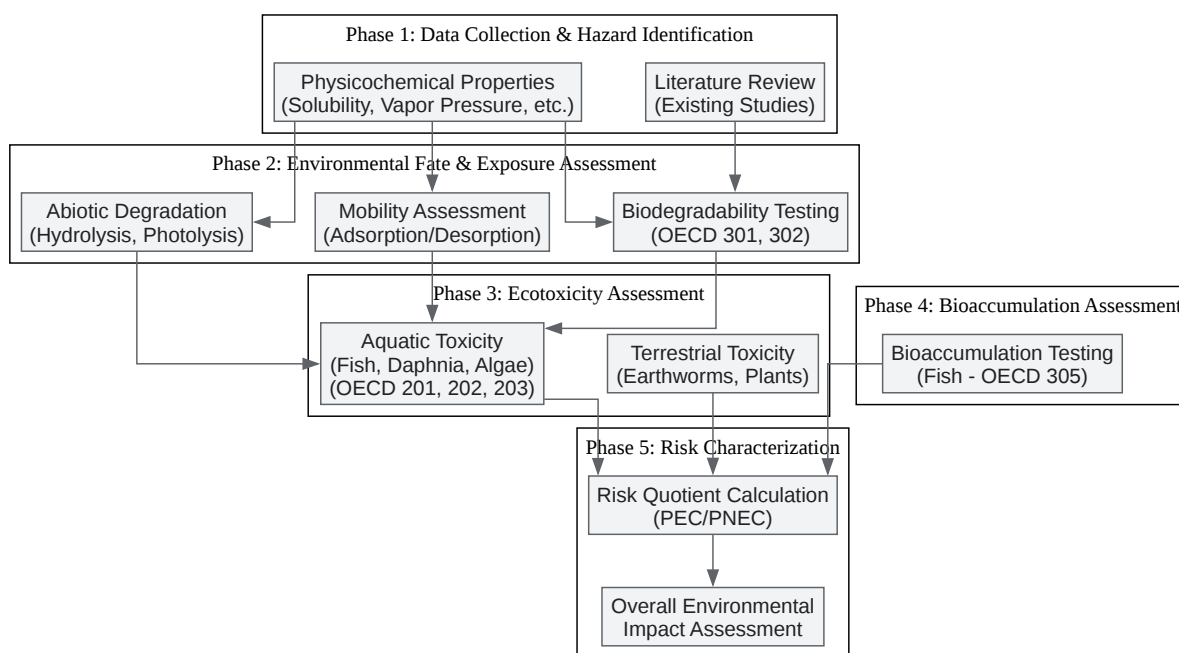 Phase 1: Data Collection & Hazard Identification
Physicochemical Properties
(Solubility, Vapor Pressure, etc.)
Literature Review
(Existing Studies)
Phase 2: Environmental Fate & Exposure Assessment
Abiotic Degradation
(Hydrolysis, Photolysis)
Mobility Assessment
(Adsorption/Desorption)
Biodegradability Testing
(OECD 301, 302)
Phase 3: Ecotoxicity Assessment
Aquatic Toxicity
(Fish, Daphnia, Algae)
(OECD 201, 202, 203)
Terrestrial Toxicity
(Earthworms, Plants)
Phase 4: Bioaccumulation Assessment
Bioaccumulation Testing
(Fish - OECD 305)
Phase 5: Risk Characterization
Risk Quotient Calculation
(PEC/PNEC)
Overall Environmental
Impact Assessment